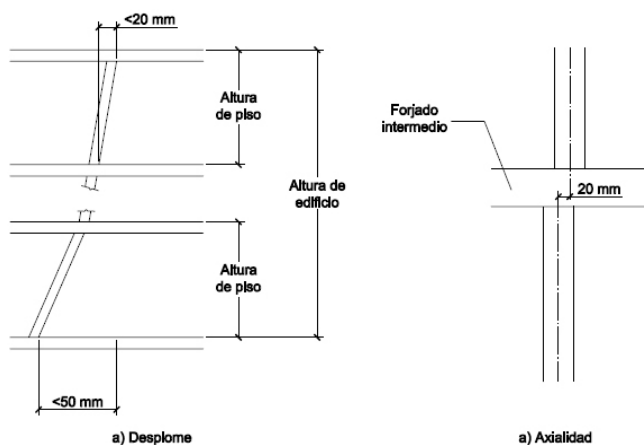 <20 mm
Altura
de piso
Altura de
edificio
Altura
de piso
<50 mm
a) Desplome
Forjado
intermedio
20 mm
a) Axialidad